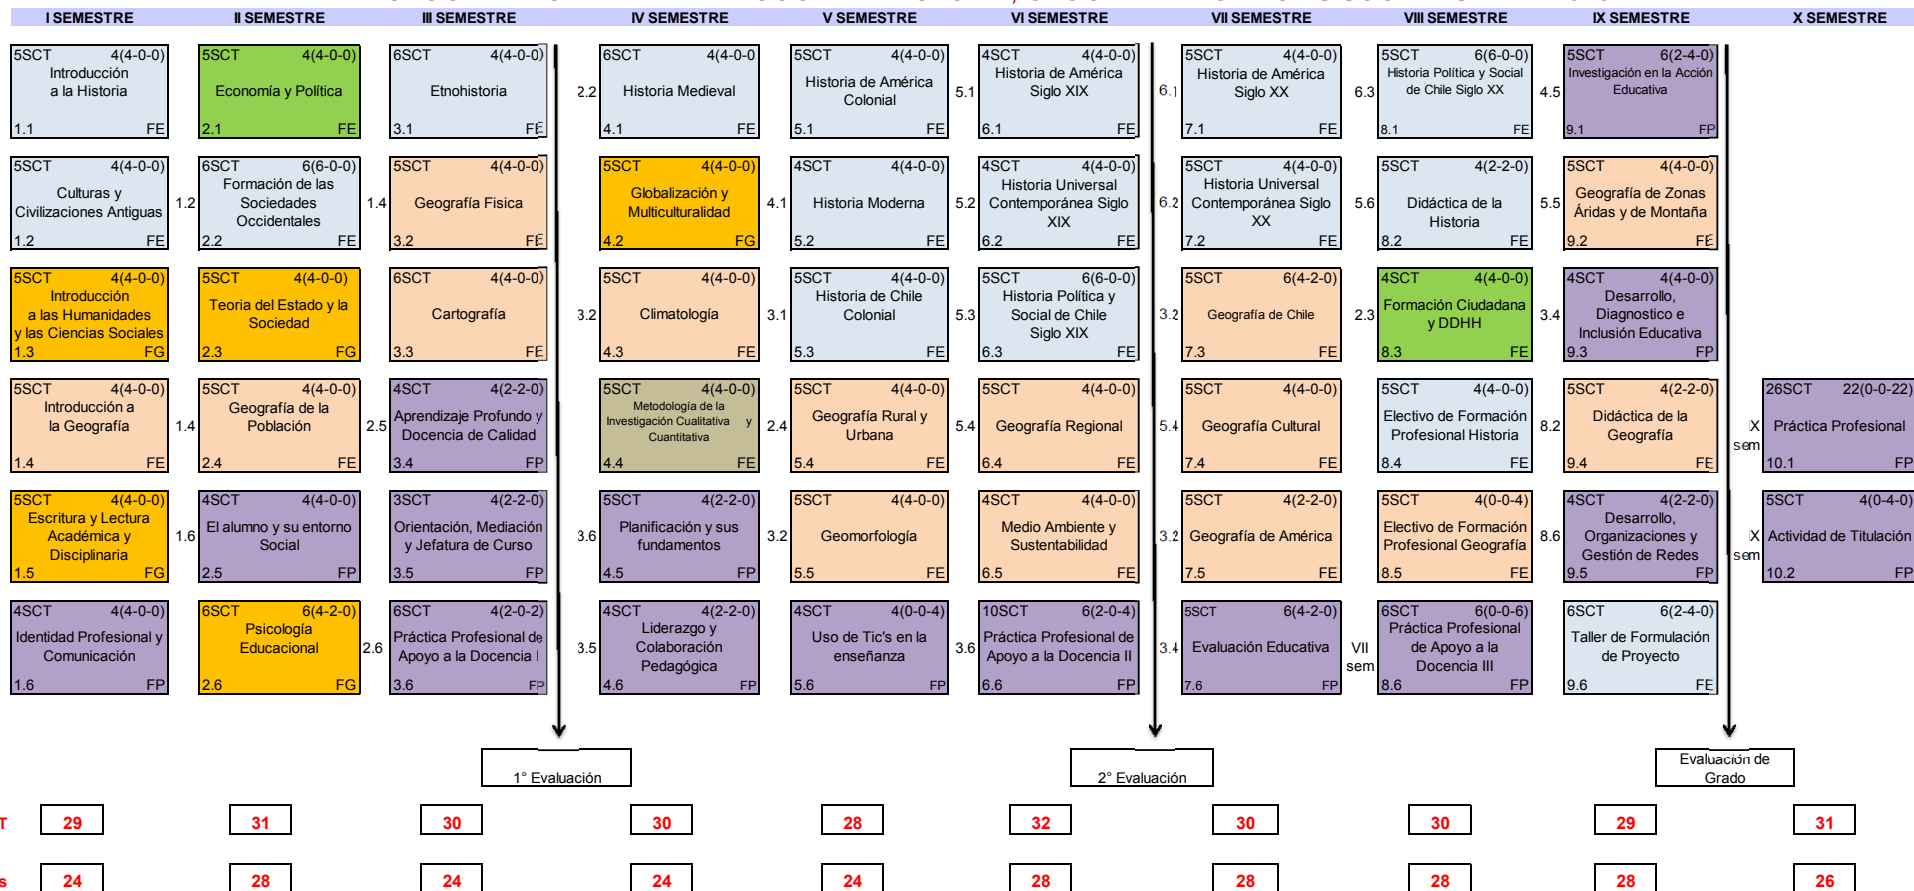 I SEMESTRE II SEMESTRE III SEMESTRE IV SEMESTRE V SEMESTRE VI SEMESTRE VII SEMESTRE VIII SEMESTRE IX SEMESTRE X SEMESTRE
5SCT 4(4-0-0)
Introducción
a la Historia
1.1 FE
5SCT 4(4-0-0)
Economía y Política
2.1 FE
6SCT 4(4-0-0)
Etnohistoria
3.1 FE
2.2
6SCT 4(4-0-0
Historia Medieval
4.1 FE
5SCT 4(4-0-0)
Historia de América
Colonial
5.1 FE
5.1
4SCT 4(4-0-0)
Historia de América
Siglo XIX
6.1 FE
6.1
5SCT 4(4-0-0)
Historia de América
Siglo XX
7.1 FE
6.3
5SCT 6(6-0-0)
Historia Política y Social
de Chile Siglo XX
8.1 FE
4.5
5SCT 6(2-4-0)
Investigación en la Acción
Educativa
9.1 FP
5SCT 4(4-0-0)
Culturas y
Civilizaciones Antiguas
1.2 FE
1.2
6SCT 6(6-0-0)
Formación de las
Sociedades
Occidentales
2.2 FE
1.4
5SCT 4(4-0-0)
Geografía Fisica
3.2 FE
5SCT 4(4-0-0)
Globalización y
Multiculturalidad
4.2 FG
4.1
4SCT 4(4-0-0)
Historia Moderna
5.2 FE
5.2
4SCT 4(4-0-0)
Historia Universal
Contemporánea Siglo
XIX
6.2 FE
6.2
5SCT 4(4-0-0)
Historia Universal
Contemporánea Siglo
XX
7.2 FE
5.6
5SCT 4(2-2-0)
Didáctica de la
Historia
8.2 FE
5.5
5SCT 4(4-0-0)
Geografía de Zonas
Áridas y de Montaña
9.2 FE
5SCT 4(4-0-0)
Introducción
a las Humanidades
y las Ciencias Sociales
1.3 FG
5SCT 4(4-0-0)
Teoria del Estado y la
Sociedad
2.3 FG
6SCT 4(4-0-0)
Cartografía
3.3 FE
3.2
5SCT 4(4-0-0)
Climatología
4.3 FE
3.1
5SCT 4(4-0-0)
Historia de Chile
Colonial
5.3 FE
5.3
5SCT 6(6-0-0)
Historia Política y
Social de Chile
Siglo XIX
6.3 FE
3.2
5SCT 6(4-2-0)
Geografía de Chile
7.3 FE
2.3
4SCT 4(4-0-0)
Formación Ciudadana
y DDHH
8.3 FE
3.4
4SCT 4(4-0-0)
Desarrollo,
Diagnostico e
Inclusión Educativa
9.3 FP
5SCT 4(4-0-0)
Introducción a
la Geografía
1.4 FE
1.4
5SCT 4(4-0-0)
Geografía de la
Población
2.4 FE
2.5
4SCT 4(2-2-0)
Aprendizaje Profundo y
Docencia de Calidad
3.4 FP
5SCT 4(4-0-0)
Metodología de la
Investigación Cualitativa y
Cuantitativa
4.4 FE
2.4
5SCT 4(4-0-0)
Geografía Rural y
Urbana
5.4 FE
5.4
5SCT 4(4-0-0)
Geografía Regional
6.4 FE
5.4
5SCT 4(4-0-0)
Geografía Cultural
7.4 FE
5SCT 4(4-0-0)
Electivo de Formación
Profesional Historia
8.4 FE
8.2
5SCT 4(2-2-0)
Didáctica de la
Geografía
9.4 FE
IX
sem
26SCT 22(0-0-22)
Práctica Profesional
10.1 FP
5SCT 4(4-0-0)
Escritura y Lectura
Académica y
Disciplinaria
1.5 FG
1.6
4SCT 4(4-0-0)
El alumno y su entorno
Social
2.5 FP
3SCT 4(2-2-0)
Orientación, Mediación
y Jefatura de Curso
3.5 FP
3.6
5SCT 4(2-2-0)
Planificación y sus
fundamentos
4.5 FP
3.2
5SCT 4(4-0-0)
Geomorfología
5.5 FE
4SCT 4(4-0-0)
Medio Ambiente y
Sustentabilidad
6.5 FE
3.2
5SCT 4(2-2-0)
Geografía de América
7.5 FE
5SCT 4(0-0-4)
Electivo de Formación
Profesional Geografía
8.5 FE
8.6
4SCT 4(2-2-0)
Desarrollo,
Organizaciones y
Gestión de Redes
9.5 FP
IX
sem
5SCT 4(0-4-0)
Actividad de Titulación
10.2 FP
4SCT 4(4-0-0)
Identidad Profesional y
Comunicación
1.6 FP
6SCT 6(4-2-0)
Psicología
Educacional
2.6 FG
2.6
6SCT 4(2-0-2)
Práctica Profesional de
Apoyo a la Docencia I
3.6 FP
3.5
4SCT 4(2-2-0)
Liderazgo y
Colaboración
Pedagógica
4.6 FP
4SCT 4(0-0-4)
Uso de Tic's en la
enseñanza
5.6 FP
3.6
10SCT 6(2-0-4)
Práctica Profesional de
Apoyo a la Docencia II
6.6 FP
3.4
5SCT 6(4-2-0)
Evaluación Educativa
7.6 FP
VII
sem
6SCT 6(0-0-6)
Práctica Profesional
de Apoyo a la
Docencia III
8.6 FP
6SCT 6(2-4-0)
Taller de Formulación
de Proyecto
9.6 FE
1° Evaluación
2° Evaluación
Evaluación de
Grado
T 29 31 30 30 28 32 30 30 29 31
s 24 28 24 24 24 28 28 28 28 26